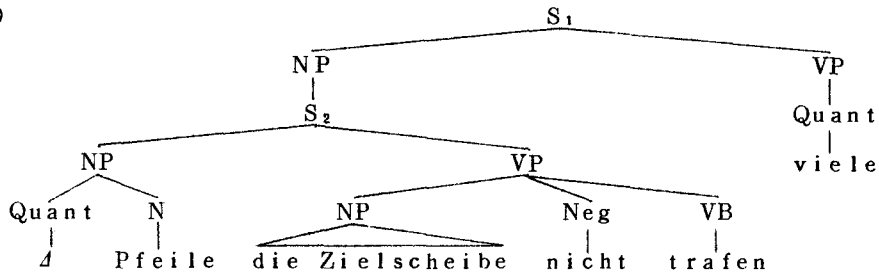 )
S₁
NP VP
S₂ Quant
NP VP viele
Quant N NP Neg VB
Δ Pfeile die Zielscheibe nicht trafen